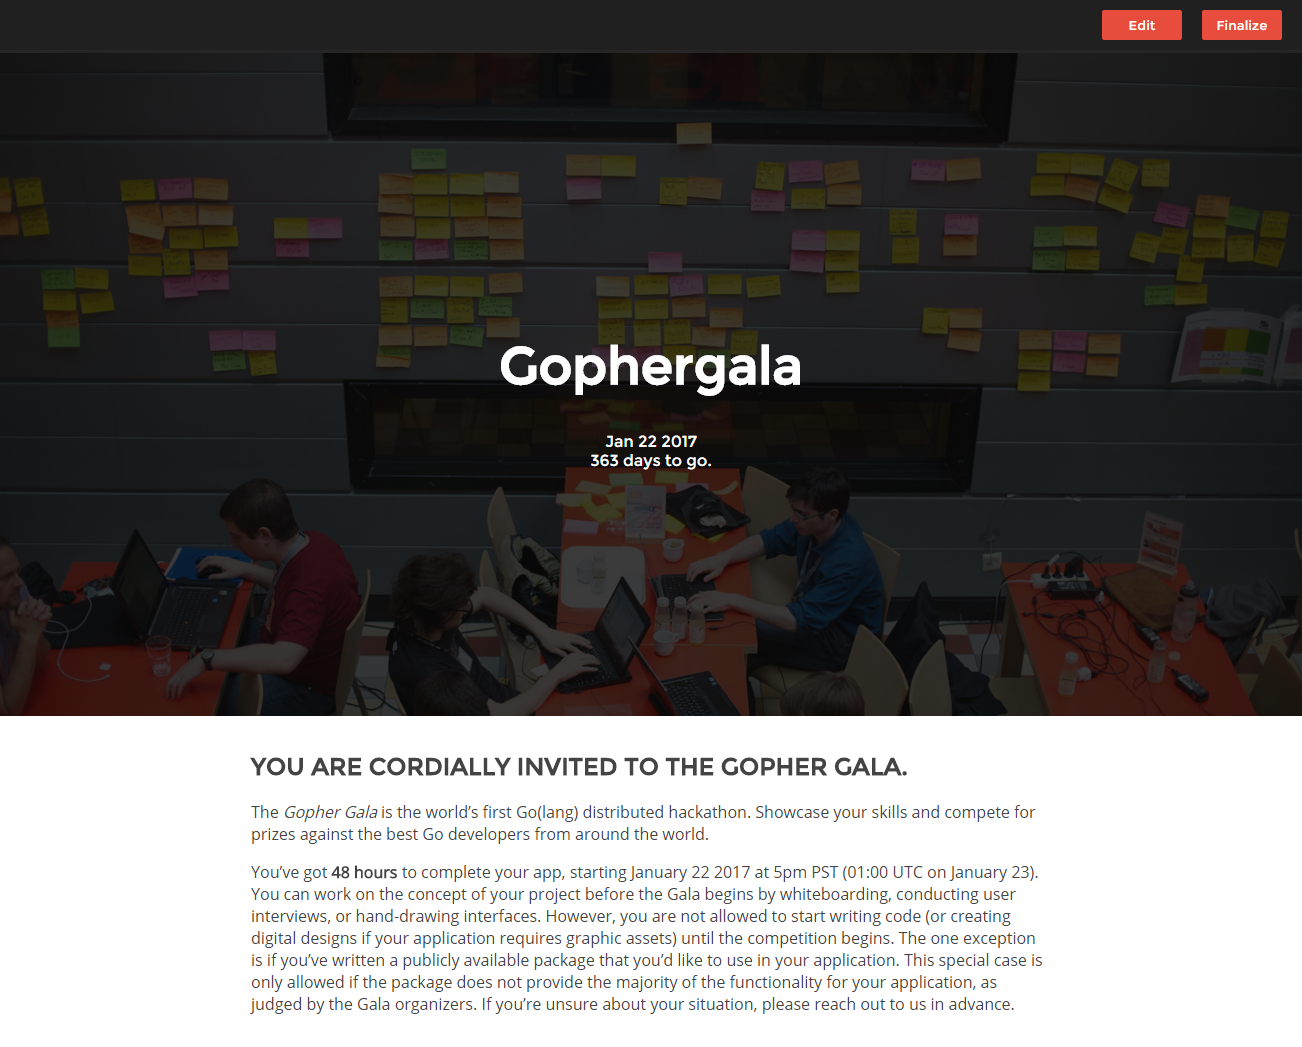 Edit
Finalize
Gophergala
Jan 22 2017
363 days to go.
YOU ARE CORDIALLY INVITED TO THE GOPHER GALA.
The Gopher Gala is the world's first Go(lang) distributed hackathon. Showcase your skills and compete for
prizes against the best Go developers from around the world.
You've got 48 hours to complete your app, starting January 22 2017 at 5pm PST (01:00 UTC on January 23).
You can work on the concept of your project before the Gala begins by whiteboarding, conducting user
interviews, or hand-drawing interfaces. However, you are not allowed to start writing code (or creating
digital designs if your application requires graphic assets) until the competition begins. The one exception
is if you've written a publicly available package that you'd like to use in your application. This special case is
only allowed if the package does not provide the majority of the functionality for your application, as
judged by the Gala organizers. If you're unsure about your situation, please reach out to us in advance.